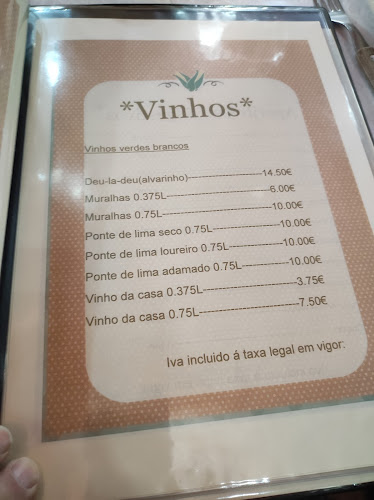 *Vinhos*
Vinhos verdes brancos
Deu-la-deu(alvarinho)------------------------14.50€
Muralhas 0.375L----------------------------------6.00€
Muralhas 0.75L------------------------------------10.00€
Ponte de lima seco 0.75L----------------------10.00€
Ponte de lima loureiro 0.75L------------------10.00€
Ponte de lima adamado 0.75L---------------10.00€
Vinho da casa 0.375L------------------------------3.75€
Vinho da casa 0.75L--------------------------------7.50€
Iva incluido á taxa legal em vigor.